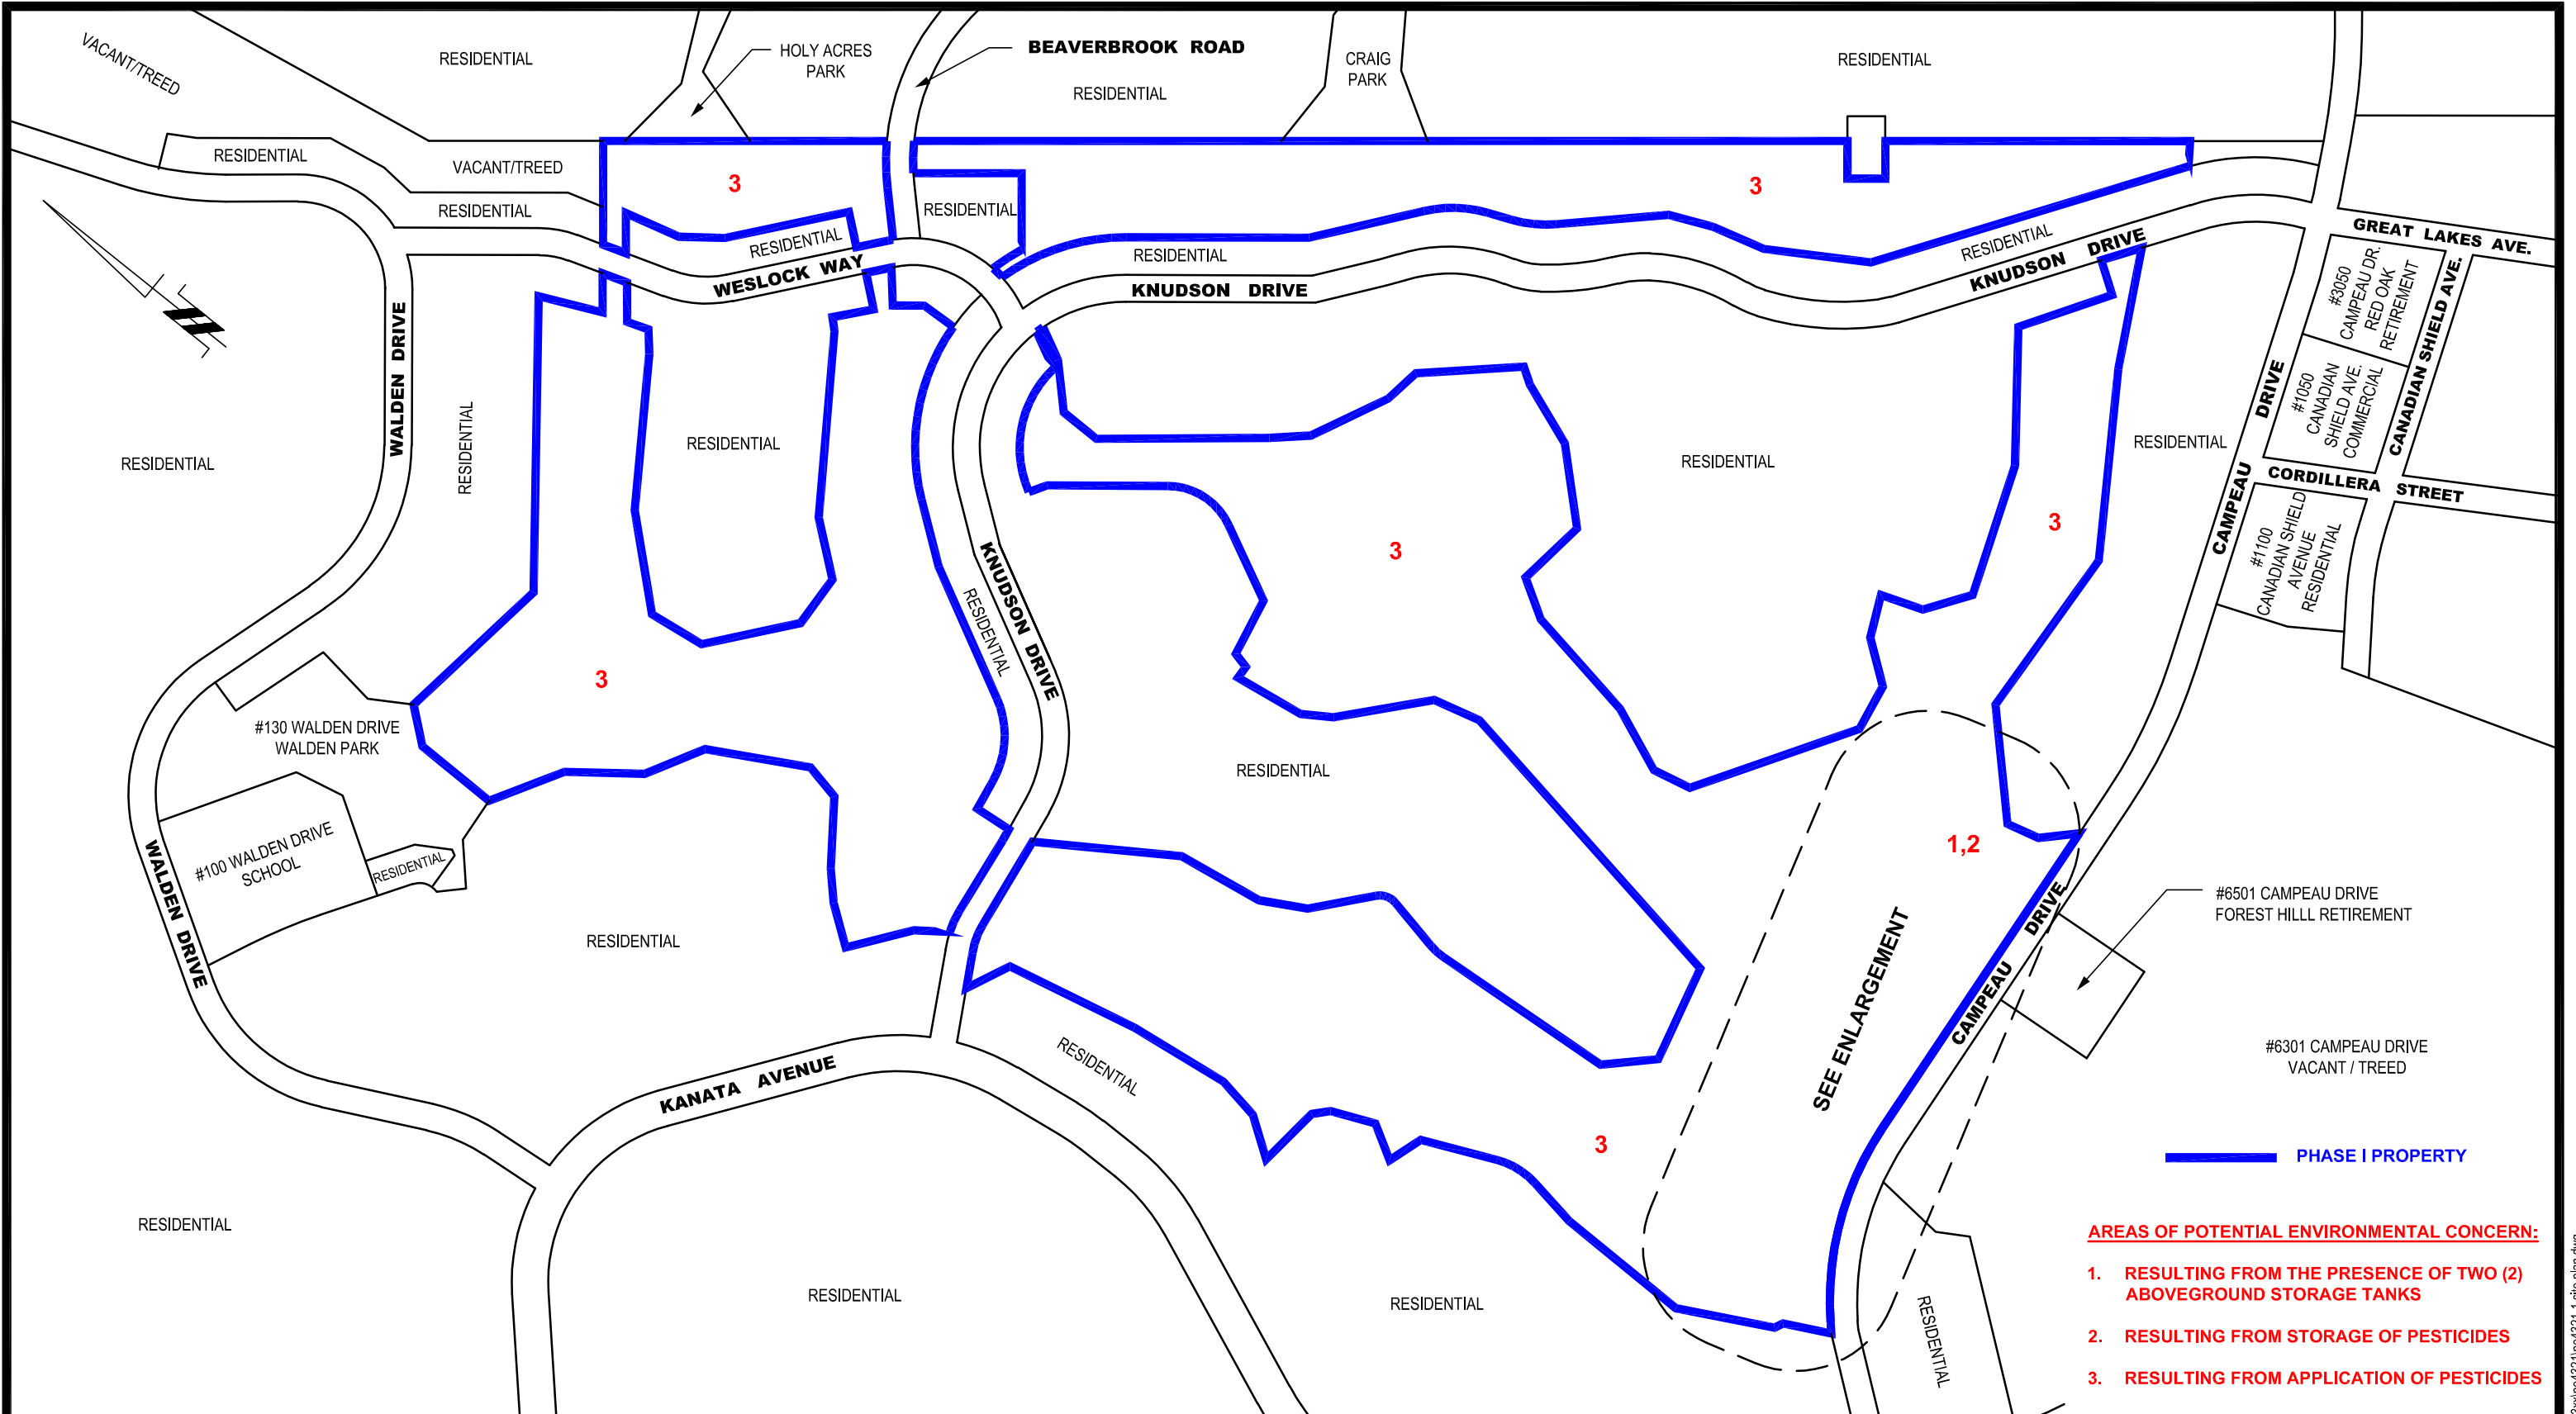 VACANT/TREED
RESIDENTIAL
HOLY ACRES
PARK
BEAVERBROOK ROAD
RESIDENTIAL
CRAIG
PARK
RESIDENTIAL
RESIDENTIAL
VACANT/TREED
RESIDENTIAL
3
RESIDENTIAL
RESIDENTIAL
WESLOCK WAY
3
RESIDENTIAL
KNUDSON DRIVE
RESIDENTIAL
KNUDSON DRIVE
GREAT LAKES AVE.
#3050
CAMPEAU DR.
RED OAK
RETIREMENT
CANADIAN SHIELD AVE.
#1050
CANADIAN
SHIELD AVE.
COMMERCIAL
CAMPEAU DRIVE
CORDILLERA STREET
#1100
CANADIAN SHIELD
AVENUE
RESIDENTIAL
WALDEN DRIVE
RESIDENTIAL
RESIDENTIAL
RESIDENTIAL
RESIDENTIAL
RESIDENTIAL
3
3
KNUDSON DRIVE
RESIDENTIAL
3
#130 WALDEN DRIVE
WALDEN PARK
RESIDENTIAL
#100 WALDEN DRIVE
SCHOOL
RESIDENTIAL
WALDEN DRIVE
RESIDENTIAL
1,2
SEE ENLARGEMENT
CAMPEAU DRIVE
#6501 CAMPEAU DRIVE
FOREST HILLL RETIREMENT
#6301 CAMPEAU DRIVE
VACANT / TREED
KANATA AVENUE
RESIDENTIAL
3
RESIDENTIAL
RESIDENTIAL
RESIDENTIAL
RESIDENTIAL
PHASE I PROPERTY
AREAS OF POTENTIAL ENVIRONMENTAL CONCERN:
1. RESULTING FROM THE PRESENCE OF TWO (2)
ABOVEGROUND STORAGE TANKS
2. RESULTING FROM STORAGE OF PESTICIDES
3. RESULTING FROM APPLICATION OF PESTICIDES